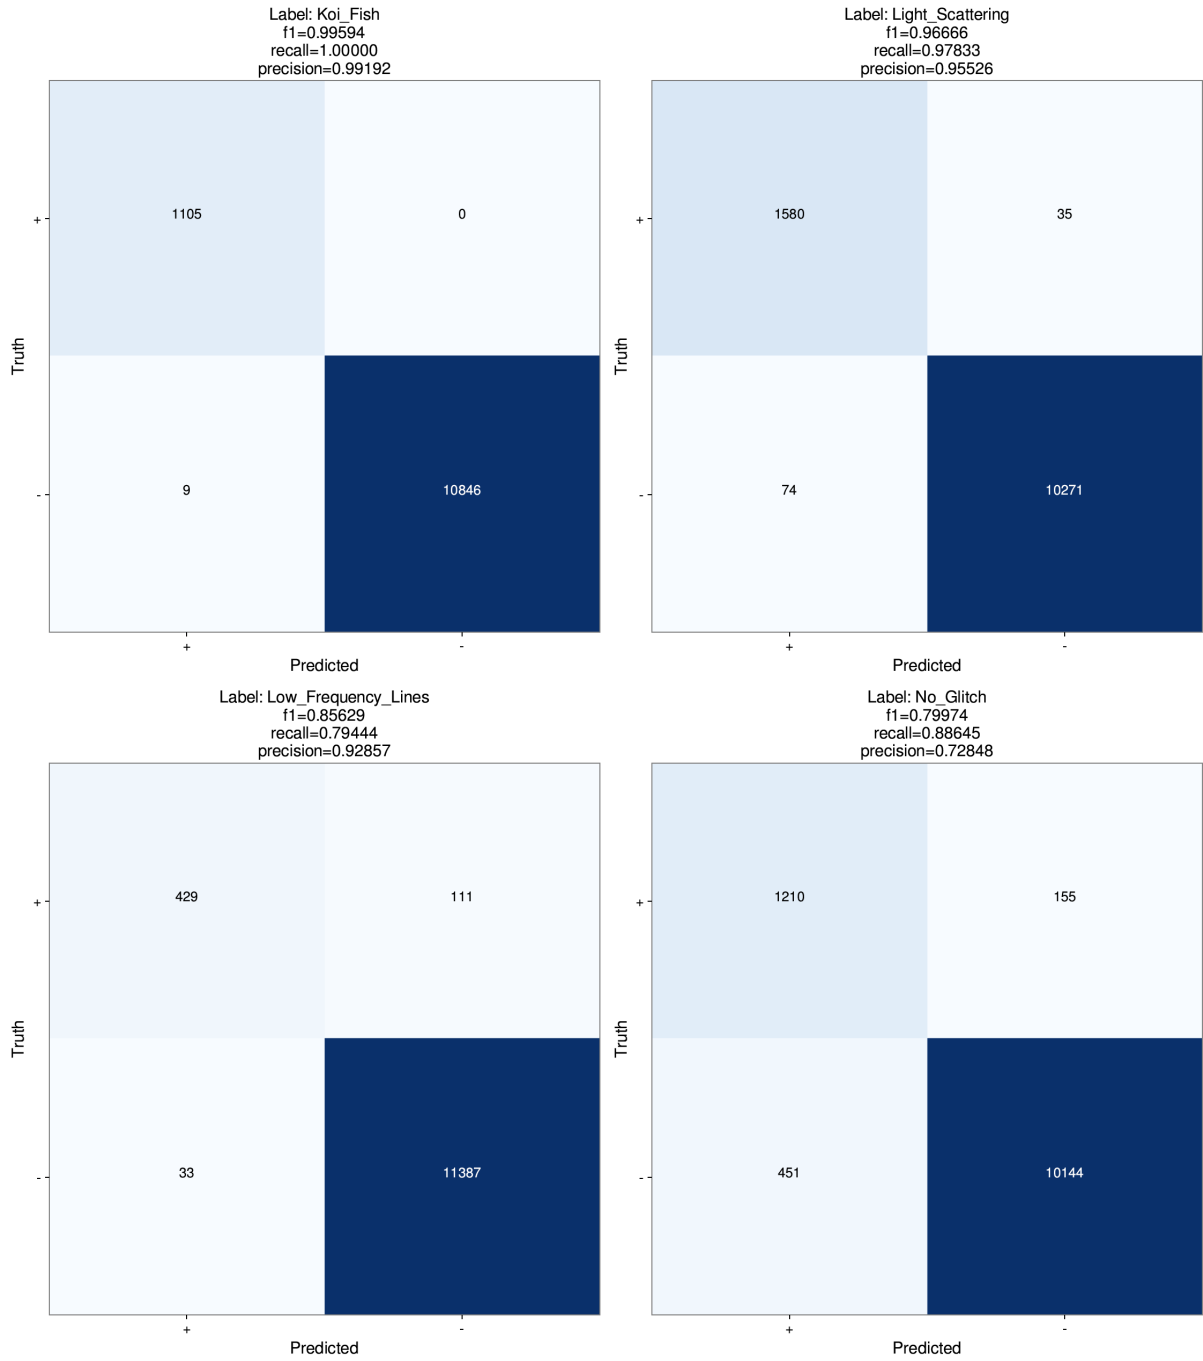 Label: Koi_Fish
f1=0.99594
recall=1.00000
precision=0.99192
+
1105
0
Truth
-
9
10846
+
-
Predicted
Label: Light_Scattering
f1=0.96666
recall=0.97833
precision=0.95526
+
1580
35
Truth
-
74
10271
+
-
Predicted
Label: Low_Frequency_Lines
f1=0.85629
recall=0.79444
precision=0.92857
+
429
111
Truth
-
33
11387
+
-
Predicted
Label: No_Glitch
f1=0.79974
recall=0.88645
precision=0.72848
+
1210
155
Truth
-
451
10144
+
-
Predicted